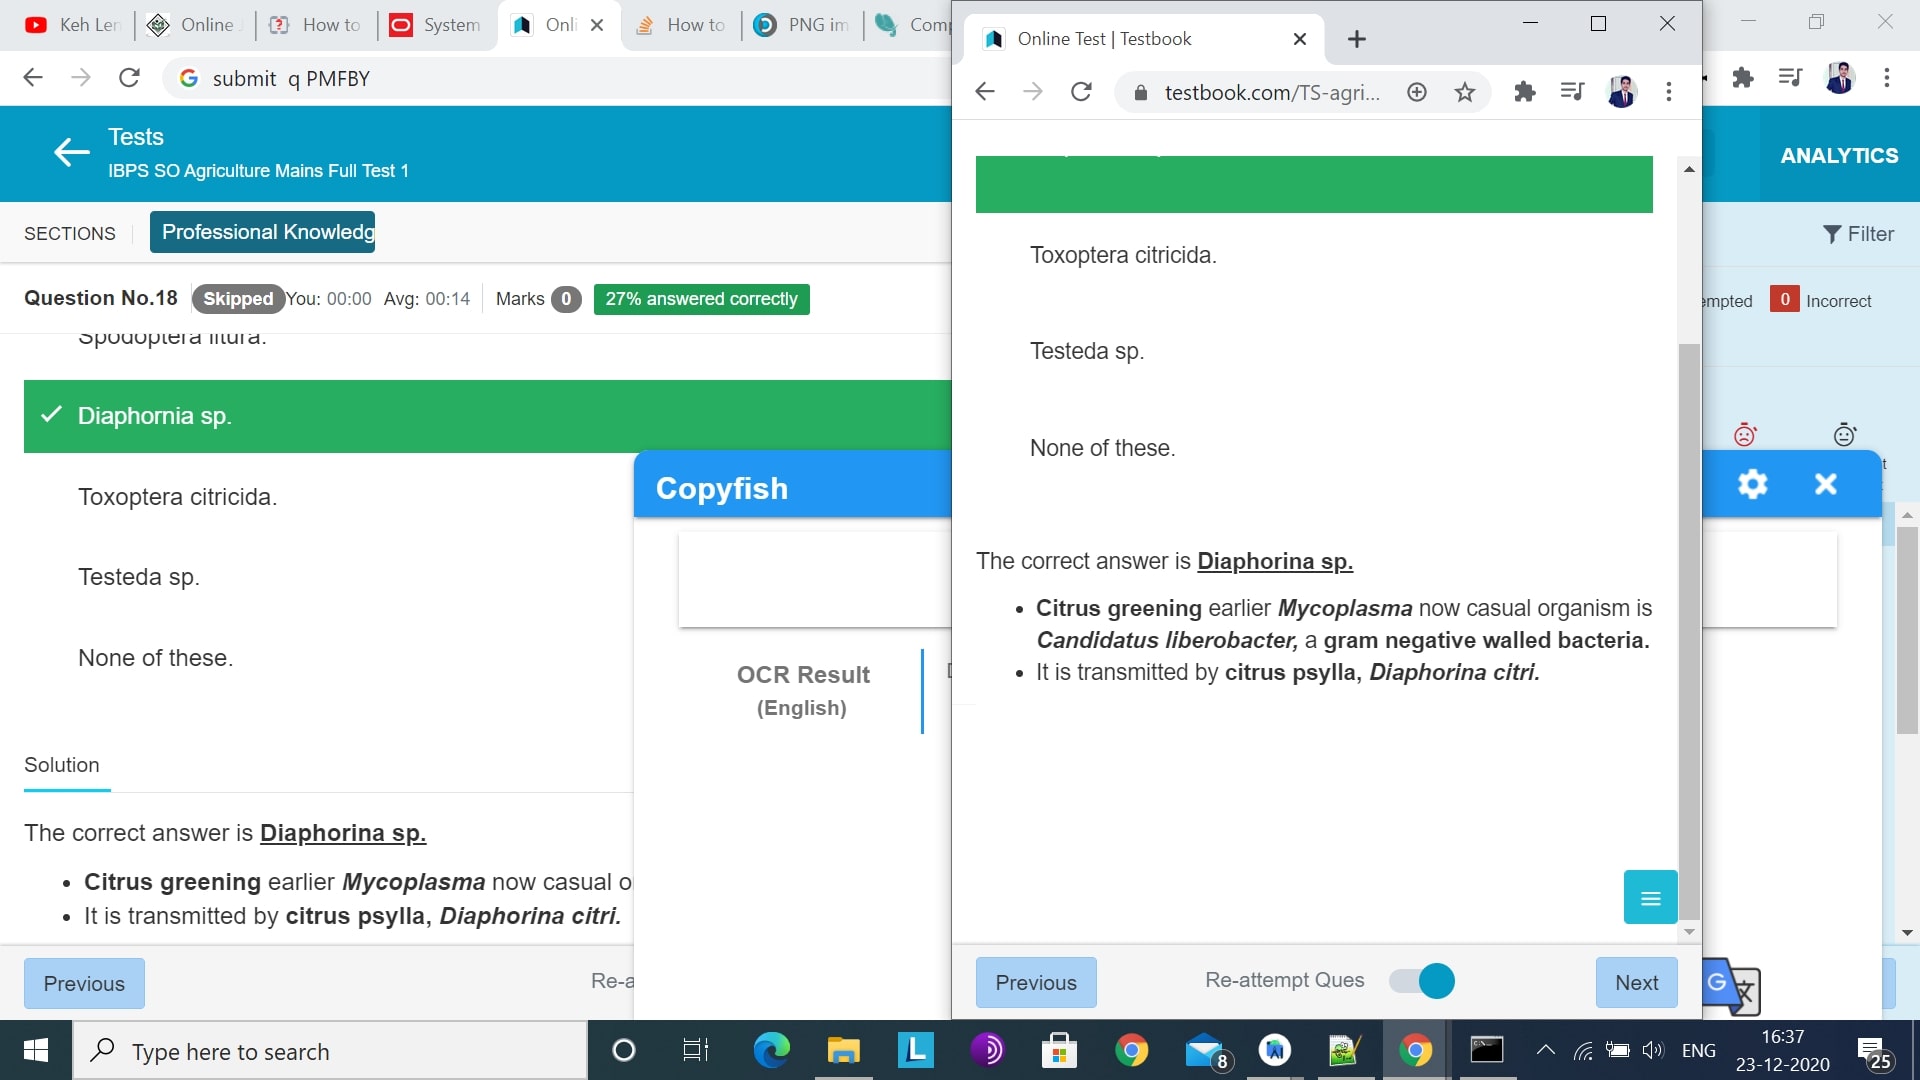 Keh Len
Online J
How to
System
Onli
How to
PNG im
Comp
submit q PMFBY
Tests
IBPS SO Agriculture Mains Full Test 1
SECTIONS
Professional Knowledg
Question No.18
Skipped
You: 00:00 Avg: 00:14
Marks 0
27% answered correctly
Spodoptera litura.
Diaphornia sp.
Toxoptera citricida.
Testeda sp.
None of these.
Solution
The correct answer is Diaphorina sp.
• Citrus greening earlier Mycoplasma now casual o
• It is transmitted by citrus psylla, Diaphorina citri.
Previous
Re-a
Copyfish
OCR Result
(English)
Online Test | Testbook
testbook.com/TS-agri...
Toxoptera citricida.
Testeda sp.
None of these.
The correct answer is Diaphorina sp.
• Citrus greening earlier Mycoplasma now casual organism is
Candidatus liberobacter, a gram negative walled bacteria.
• It is transmitted by citrus psylla, Diaphorina citri.
Previous
Re-attempt Ques
Next
ANALYTICS
Filter
empted
0 Incorrect
G
Type here to search
L
8
ENG
16:37
23-12-2020
25